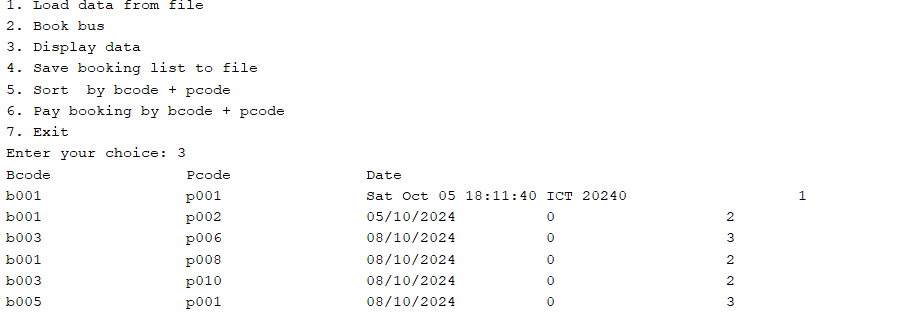 1. Load data from file
2. Book bus
3. Display data
4. Save booking list to file
5. Sort  by bcode + pcode
6. Pay booking by bcode + pcode
7. Exit
Enter your choice: 3
Bcode Pcode Date
b001 p001 Sat Oct 05 18:11:40 ICT 20240 1
b001 p002 05/10/2024 0 2
b003 p006 08/10/2024 0 3
b001 p008 08/10/2024 0 2
b003 p010 08/10/2024 0 2
b005 p001 08/10/2024 0 3